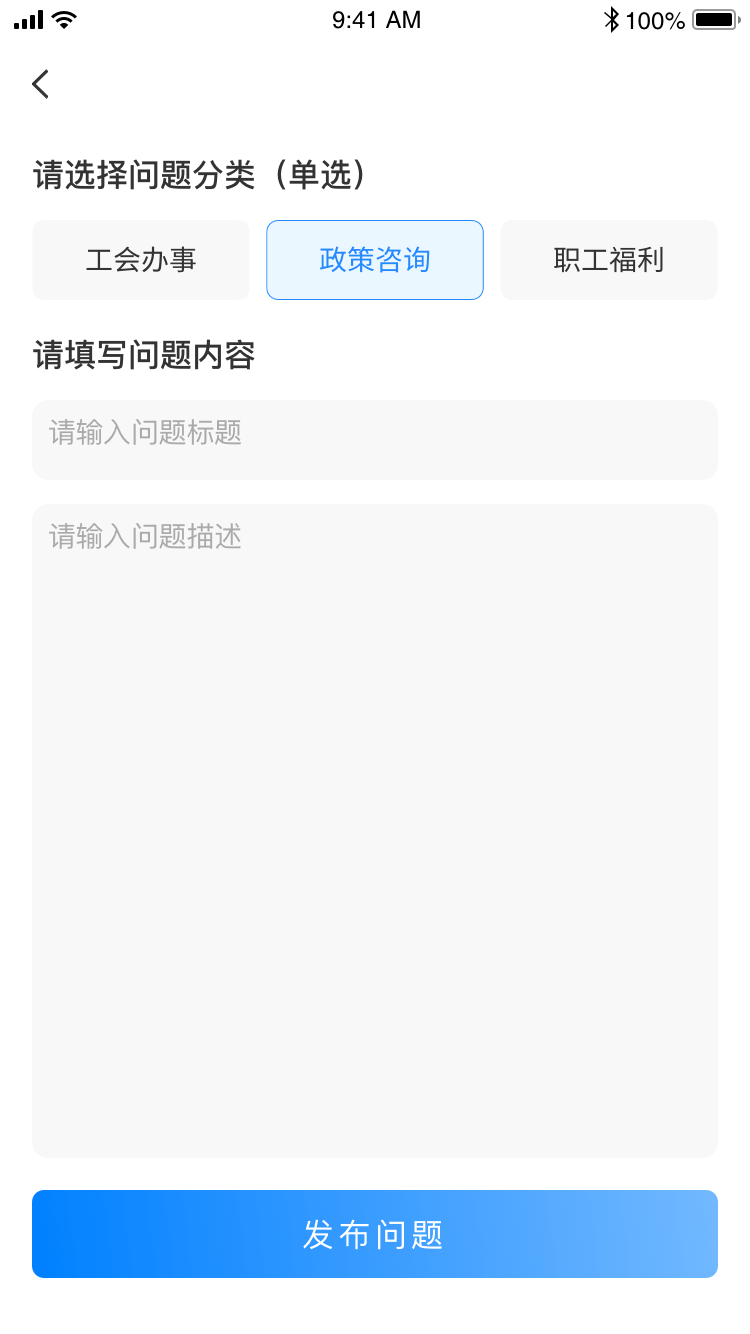 9:41 AM 100%
请选择问题分类（单选）
工会办事 政策咨询 职工福利
请填写问题内容
请输入问题标题
请输入问题描述
发布问题